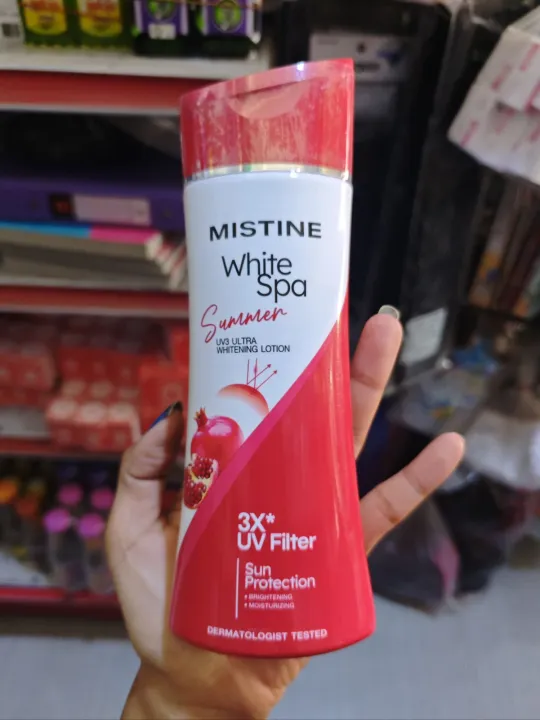 MISTINE
White
Spa
Summer
UV3 ULTRA
WHITENING LOTION
3X*
UV Filter
Sun
Protection
• BRIGHTENING
• MOISTURIZING
DERMATOLOGIST TESTED